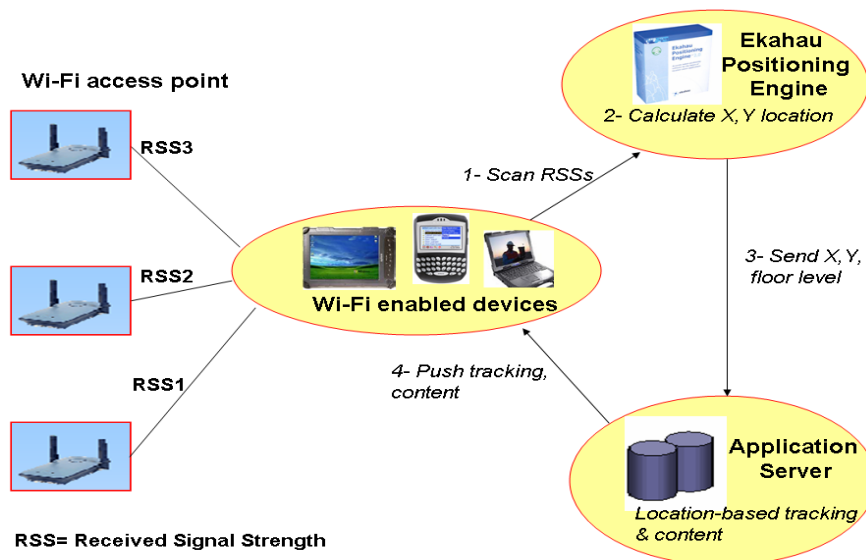 Wi-Fi access point
RSS3
RSS2
RSS1
RSS= Received Signal Strength
1- Scan RSSs
Wi-Fi enabled devices
4- Push tracking,
content
Ekahau
Positioning
Engine
2- Calculate X,Y location
3- Send X,Y,
floor level
Application
Server
Location-based tracking
& content